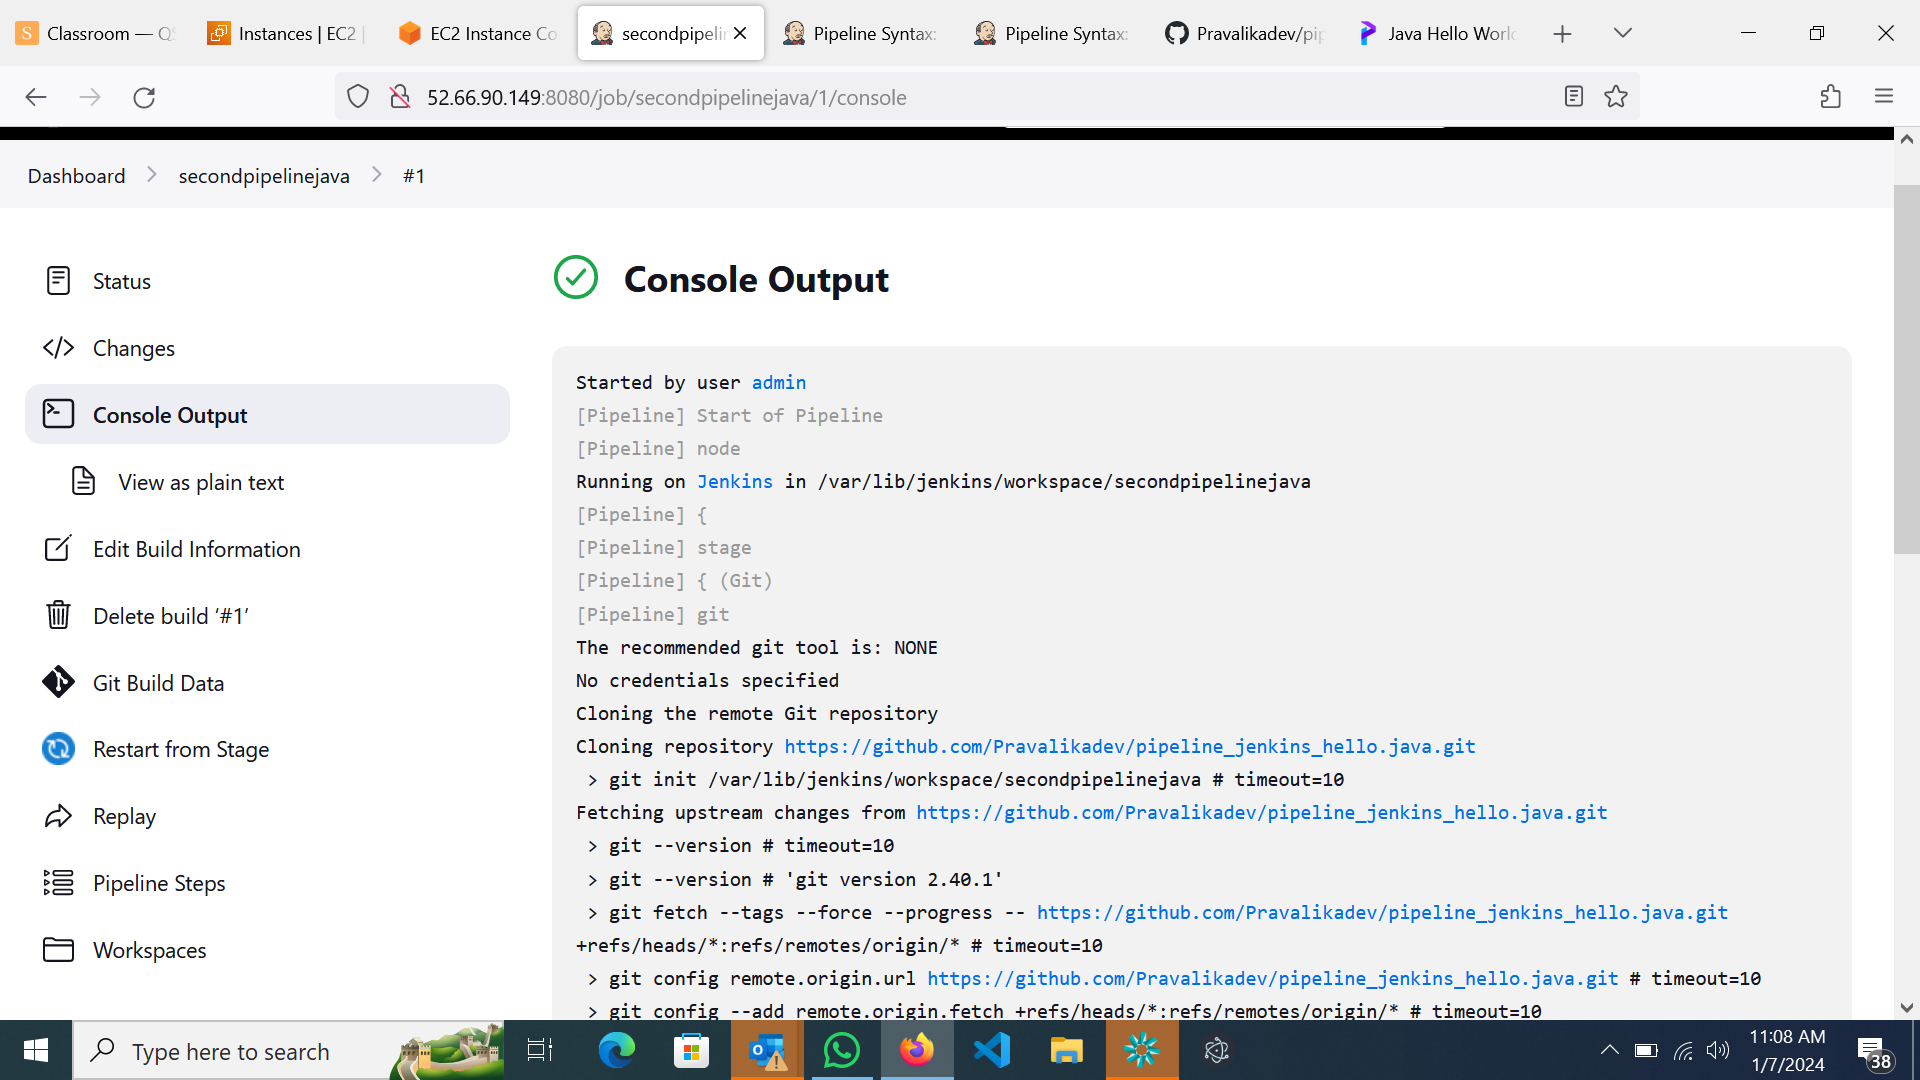 Classroom — QS
Instances | EC2 |
EC2 Instance Co
secondpipelin
Pipeline Syntax:
Pipeline Syntax:
Pravalikadev/pip
Java Hello World
52.66.90.149:8080/job/secondpipelinejava/1/console
Dashboard
secondpipelinejava
#1
Status
Changes
Console Output
View as plain text
Edit Build Information
Delete build ‘#1’
Git Build Data
Restart from Stage
Replay
Pipeline Steps
Workspaces
Console Output
Started by user admin
[Pipeline] Start of Pipeline
[Pipeline] node
Running on Jenkins in /var/lib/jenkins/workspace/secondpipelinejava
[Pipeline] {
[Pipeline] stage
[Pipeline] { (Git)
[Pipeline] git
The recommended git tool is: NONE
No credentials specified
Cloning the remote Git repository
Cloning repository https://github.com/Pravalikadev/pipeline_jenkins_hello.java.git
> git init /var/lib/jenkins/workspace/secondpipelinejava # timeout=10
Fetching upstream changes from https://github.com/Pravalikadev/pipeline_jenkins_hello.java.git
> git --version # timeout=10
> git --version # 'git version 2.40.1'
> git fetch --tags --force --progress -- https://github.com/Pravalikadev/pipeline_jenkins_hello.java.git
+refs/heads/*:refs/remotes/origin/* # timeout=10
> git config remote.origin.url https://github.com/Pravalikadev/pipeline_jenkins_hello.java.git # timeout=10
> git config --add remote.origin.fetch +refs/heads/*:refs/remotes/origin/* # timeout=10
Type here to search
11:08 AM
1/7/2024
38